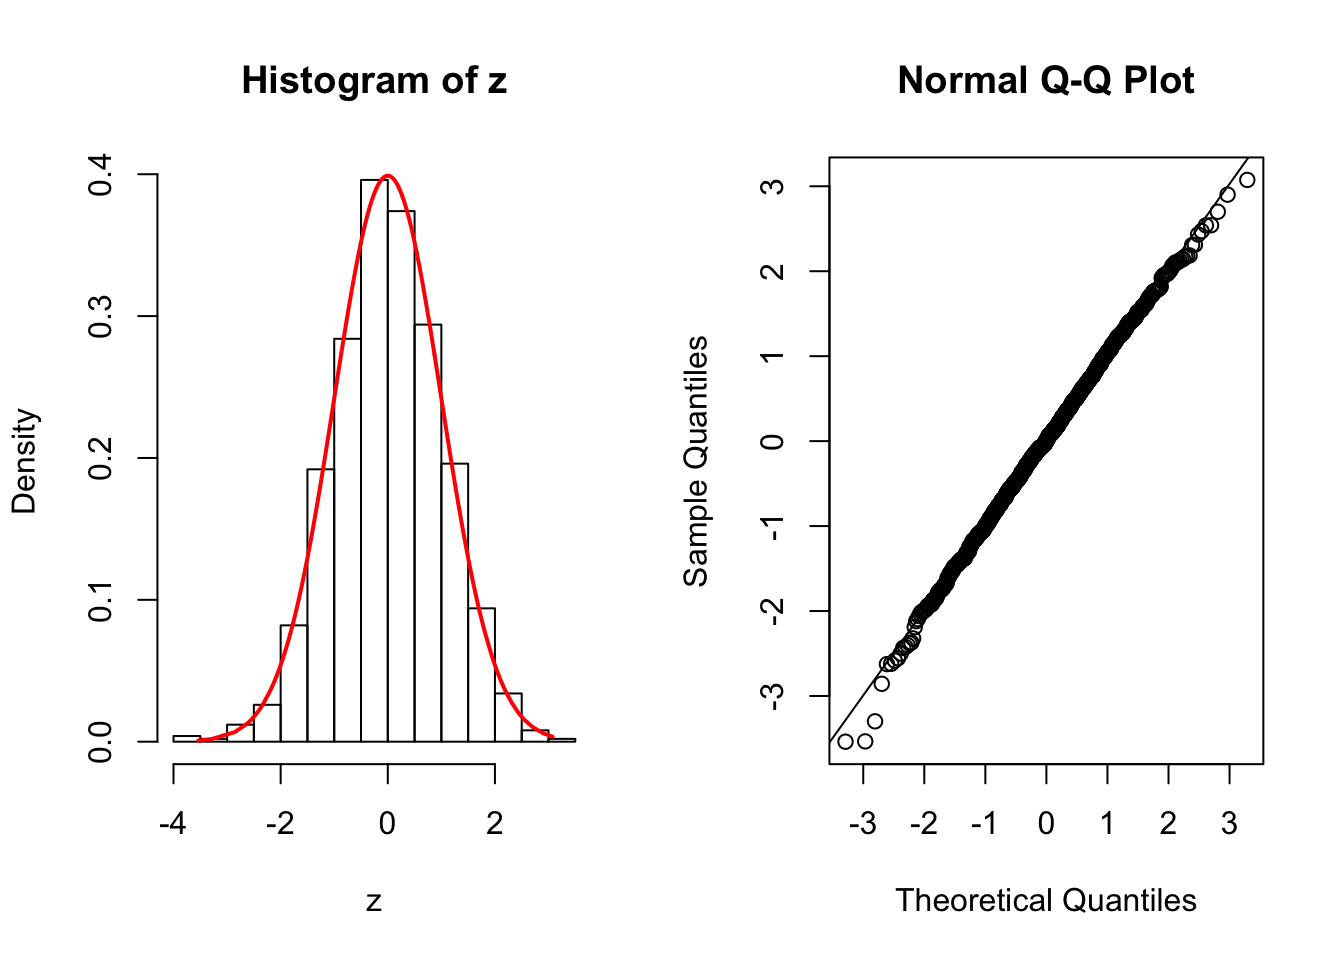 Histogram of z
Density
0.4
0.3
0.2
0.1
0.0
-4 -2 0 2
z
Normal Q-Q Plot
Sample Quantiles
3
2
1
0
-1
-2
-3
-3 -2 -1 0 1 2 3
Theoretical Quantiles